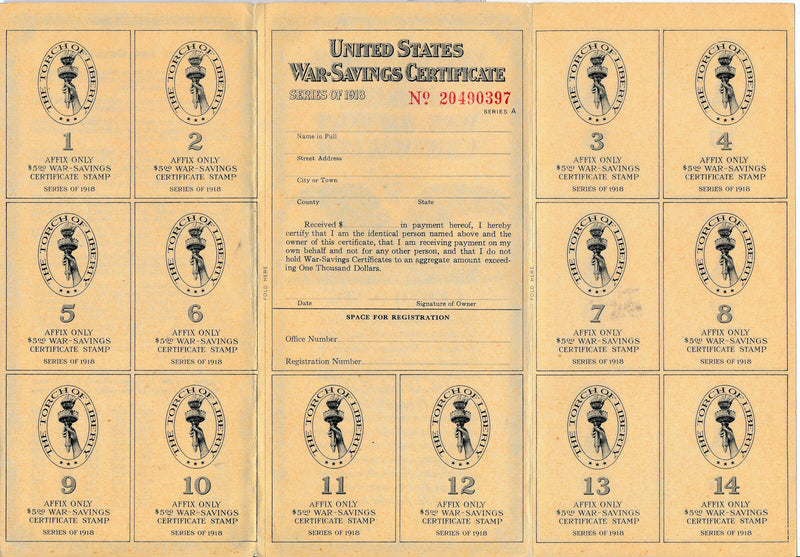 UNITED STATES
WAR-SAVINGS CERTIFICATE
SERIES OF 1918
No 20490397
SERIES A
Name in Full
Street Address
City or Town
County State
Received $ in payment hereof, I hereby
certify that I am the identical person named above and the
owner of this certificate, that I am receiving payment on my
own behalf and not for any other person, and that I do not
hold War-Savings Certificates to an aggregate amount exceed-
ing One Thousand Dollars.
Date Signature of Owner
SPACE FOR REGISTRATION
Office Number
Registration Number
FOLD HERE
FOLD HERE
THE TORCH OF LIBERTY
1
AFFIX ONLY
$5.00 WAR-SAVINGS
CERTIFICATE STAMP
SERIES OF 1918
THE TORCH OF LIBERTY
2
AFFIX ONLY
$5.00 WAR-SAVINGS
CERTIFICATE STAMP
SERIES OF 1918
THE TORCH OF LIBERTY
3
AFFIX ONLY
$5.00 WAR-SAVINGS
CERTIFICATE STAMP
SERIES OF 1918
THE TORCH OF LIBERTY
4
AFFIX ONLY
$5.00 WAR-SAVINGS
CERTIFICATE STAMP
SERIES OF 1918
THE TORCH OF LIBERTY
5
AFFIX ONLY
$5.00 WAR-SAVINGS
CERTIFICATE STAMP
SERIES OF 1918
THE TORCH OF LIBERTY
6
AFFIX ONLY
$5.00 WAR-SAVINGS
CERTIFICATE STAMP
SERIES OF 1918
THE TORCH OF LIBERTY
7
AFFIX ONLY
$5.00 WAR-SAVINGS
CERTIFICATE STAMP
SERIES OF 1918
THE TORCH OF LIBERTY
8
AFFIX ONLY
$5.00 WAR-SAVINGS
CERTIFICATE STAMP
SERIES OF 1918
THE TORCH OF LIBERTY
9
AFFIX ONLY
$5.00 WAR-SAVINGS
CERTIFICATE STAMP
SERIES OF 1918
THE TORCH OF LIBERTY
10
AFFIX ONLY
$5.00 WAR-SAVINGS
CERTIFICATE STAMP
SERIES OF 1918
THE TORCH OF LIBERTY
11
AFFIX ONLY
$5.00 WAR-SAVINGS
CERTIFICATE STAMP
SERIES OF 1918
THE TORCH OF LIBERTY
12
AFFIX ONLY
$5.00 WAR-SAVINGS
CERTIFICATE STAMP
SERIES OF 1918
THE TORCH OF LIBERTY
13
AFFIX ONLY
$5.00 WAR-SAVINGS
CERTIFICATE STAMP
SERIES OF 1918
THE TORCH OF LIBERTY
14
AFFIX ONLY
$5.00 WAR-SAVINGS
CERTIFICATE STAMP
SERIES OF 1918